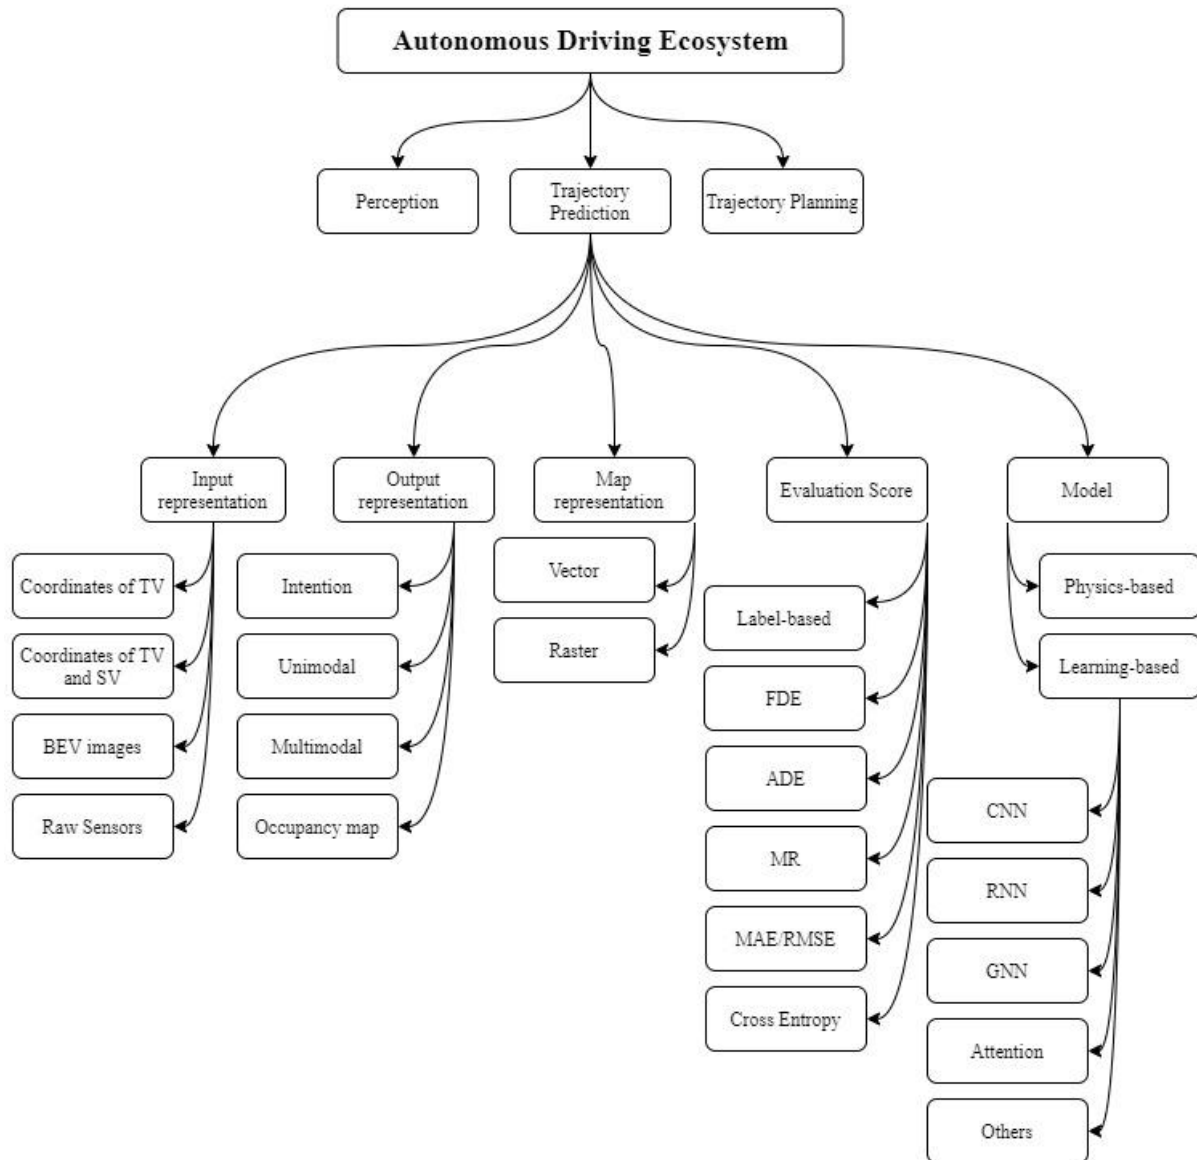 Autonomous Driving Ecosystem
Perception
Trajectory
Prediction
Trajectory Planning
Input
representation
Output
representation
Map
representation
Evaluation Score
Model
Coordinates of TV
Coordinates of TV
and SV
BEV images
Raw Sensors
Intention
Unimodal
Multimodal
Occupancy map
Vector
Raster
Label-based
FDE
ADE
MR
MAE/RMSE
Cross Entropy
Physics-based
Learning-based
CNN
RNN
GNN
Attention
Others